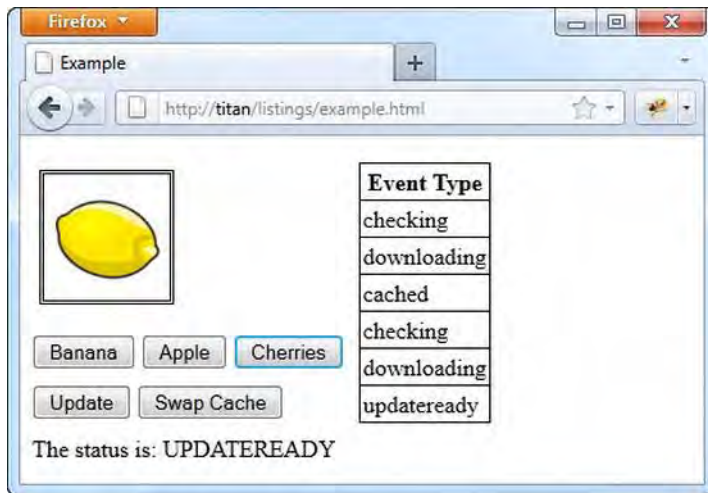 Firefox
Example
http://titan/listings/example.html
Event Type
checking
downloading
cached
checking
downloading
updateready
Banana Apple Cherries
Update Swap Cache
The status is: UPDATEREADY